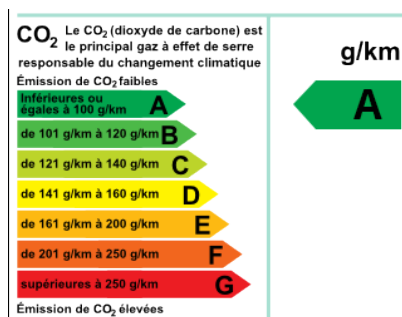 CO2 Le CO2 (dioxyde de carbone) est
le principal gaz à effet de serre
responsable du changement climatique
Émission de CO2 faibles
Inférieures ou
égales à 100 g/km A
de 101 g/km à 120 g/km B
de 121 g/km à 140 g/km C
de 141 g/km à 160 g/km D
de 161 g/km à 200 g/km E
de 201 g/km à 250 g/km F
supérieures à 250 g/km G
Émission de CO2 élevées
g/km
A